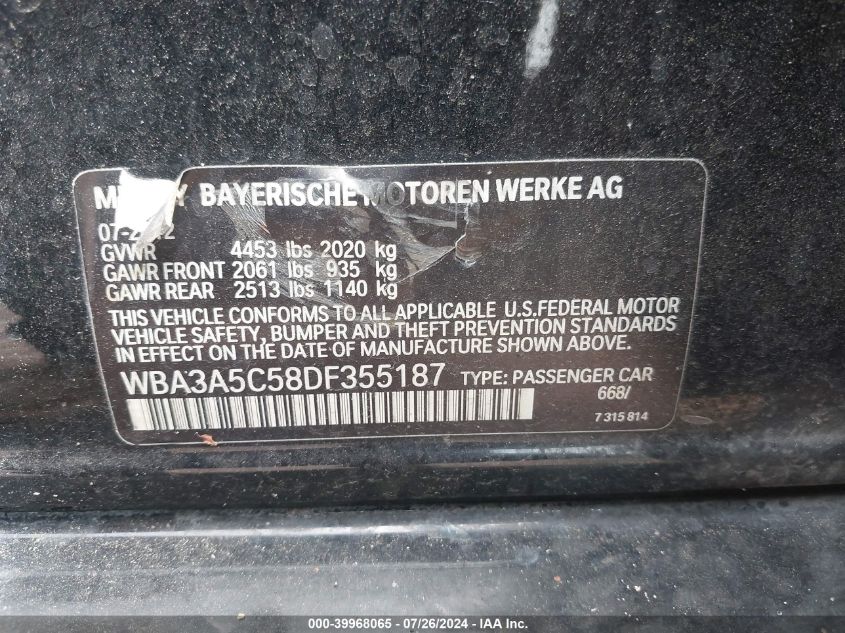 BAYERISCHE MOTOREN WERKE AG
GVWR 4453 lbs 2020 kg
GAWR FRONT 2061 lbs 935 kg
GAWR REAR 2513 lbs 1140 kg
THIS VEHICLE CONFORMS TO ALL APPLICABLE U.S.FEDERAL MOTOR
VEHICLE SAFETY, BUMPER AND THEFT PREVENTION STANDARDS
IN EFFECT ON THE DATE OF MANUFACTURE SHOWN ABOVE.
WBA3A5C58DF355187 TYPE: PASSENGER CAR
668/
7 315 814
000-39968065 - 07/26/2024 - IAA, Inc.